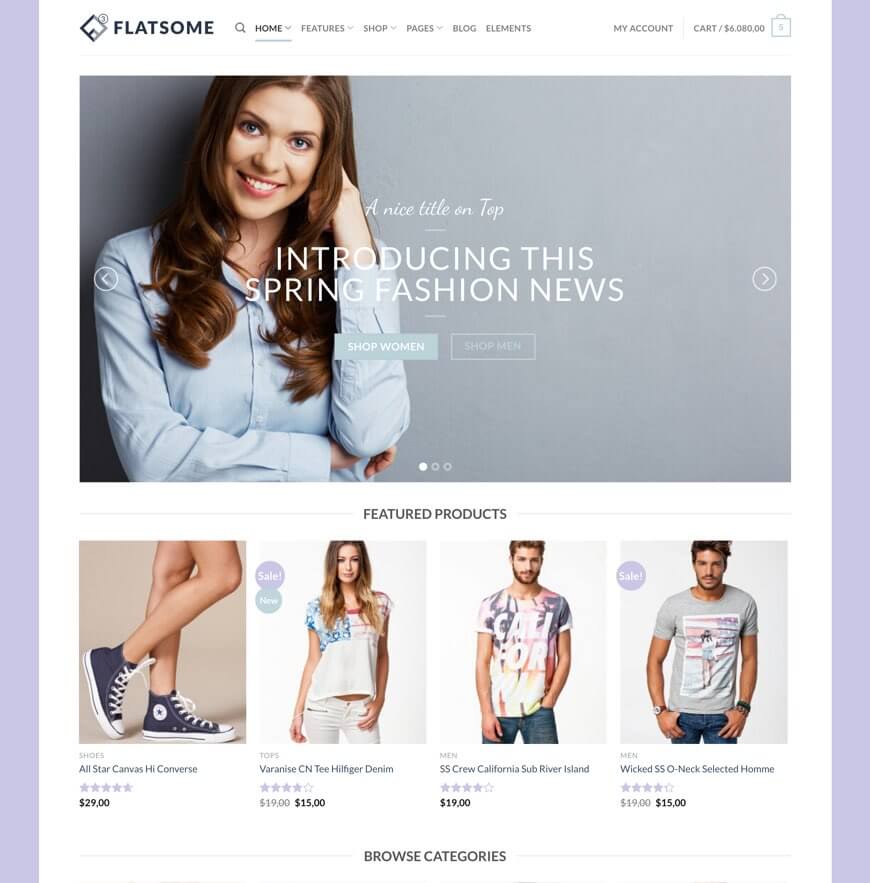 3
FLATSOME
HOME
FEATURES
SHOP
PAGES
BLOG
ELEMENTS
MY ACCOUNT
CART / $6.080,00
5
A nice title on Top
INTRODUCING THIS
SPRING FASHION NEWS
SHOP WOMEN
SHOP MEN
FEATURED PRODUCTS
Sale!
New
CALI
FOR
Sale!
SHOES
All Star Canvas Hi Converse
$29,00
TOPS
Varanise CN Tee Hilfiger Denim
$19,00 $15,00
MEN
SS Crew California Sub River Island
$19,00
MEN
Wicked SS O-Neck Selected Homme
$19,00 $15,00
BROWSE CATEGORIES